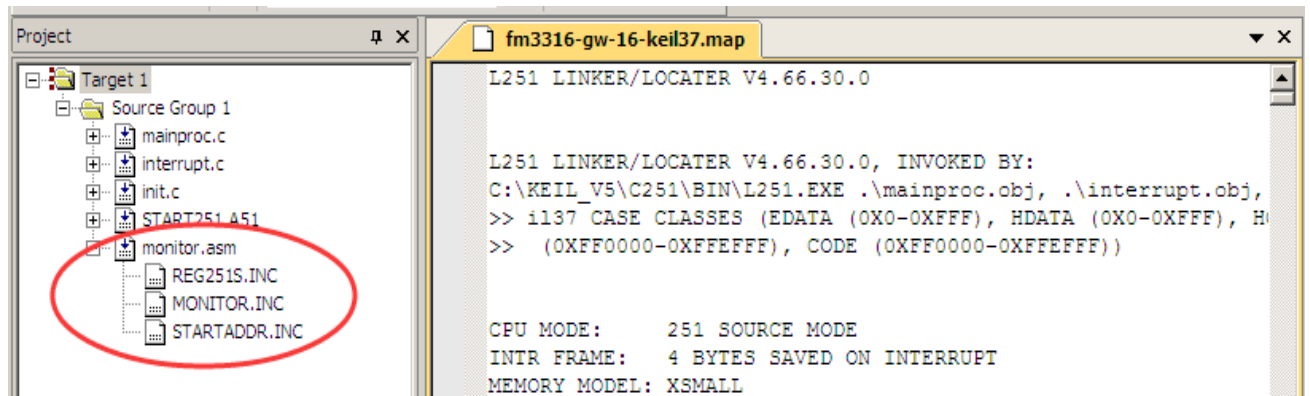 Project
Target 1
Source Group 1
mainproc.c
interrupt.c
init.c
START251.A51
monitor.asm
REG251S.INC
MONITOR.INC
STARTADDR.INC
fm3316-gw-16-keil37.map
L251 LINKER/LOCATER V4.66.30.0
L251 LINKER/LOCATER V4.66.30.0, INVOKED BY:
C:\KEIL_V5\C251\BIN\L251.EXE .\mainproc.obj, .\interrupt.obj,
>> il37 CASE CLASSES (EDATA (0X0-0XFFF), HDATA (0X0-0XFFF),
>>  (0XFF0000-0XFFEFFF), CODE (0XFF0000-0XFFEFFF))
CPU MODE:     251 SOURCE MODE
INTR FRAME:   4 BYTES SAVED ON INTERRUPT
MEMORY MODEL: XSMALL